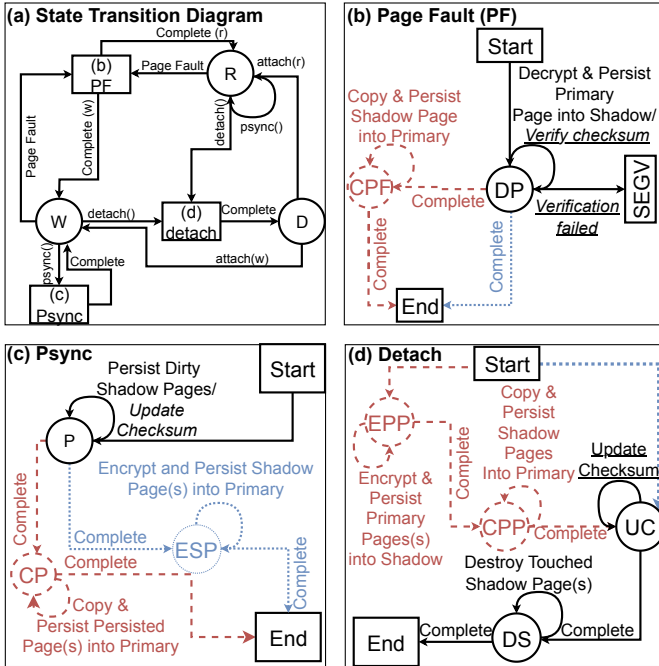 (a) State Transition Diagram
Complete (r)
(b)
PF
Page Fault
R
attach(r)
psync()
Page Fault
Complete (w)
detach()
W
detach()
(d)
detach
Complete
D
attach(w)
psync()
Complete
(c)
Psync
(b) Page Fault (PF)
Start
Decrypt & Persist
Primary
Page into Shadow/
Verify checksum
Copy & Persist
Shadow Page
into Primary
CPF
DP
SEGV
Complete
Verification
failed
Complete
Complete
End
(c) Psync
Start
Persist Dirty
Shadow Pages/
Update
Checksum
P
Encrypt and Persist Shadow
Page(s) into Primary
Complete
Complete
ESP
Complete
CP
Complete
Copy &
Persist Persisted
Page(s) into Primary
End
(d) Detach
Start
EPP
Copy &
Persist
Shadow
Pages
Into Primary
Complete
Encrypt &
Persist
Primary
Pages(s)
into Shadow
CPP
Complete
Update
Checksum
UC
Destroy Touched
Shadow Page(s)
End
Complete
DS
Complete